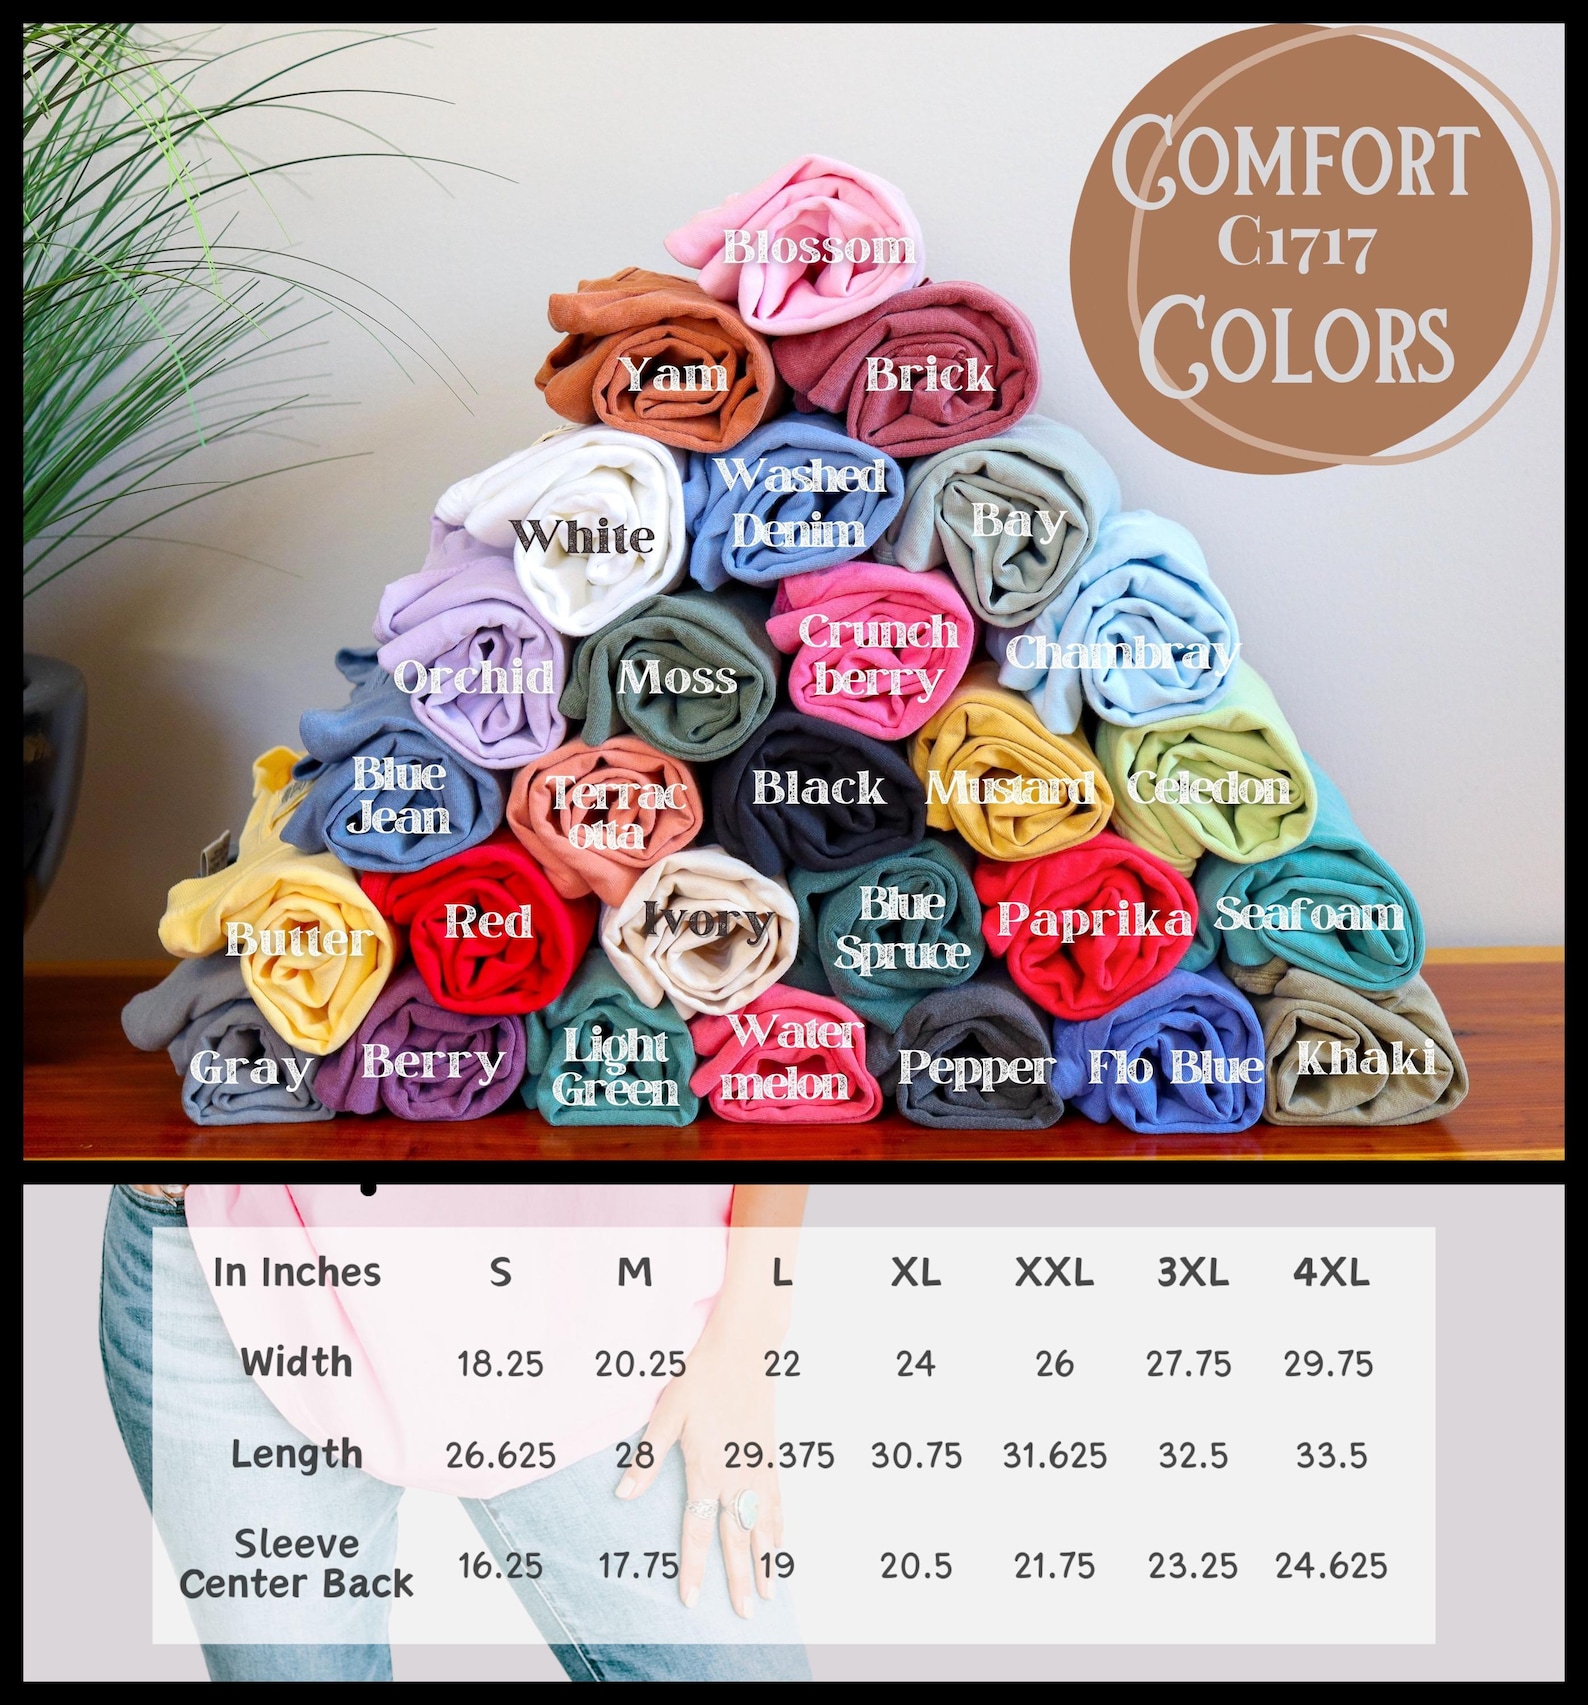 COMFORT
C1717
COLORS
Blossom
Yam
Brick
White
Washed
Denim
Bay
Orchid
Moss
Crunch
berry
Chambray
Blue
Jean
Terrac
otta
Black
Mustard
Celedon
Butter
Red
Ivory
Blue
Spruce
Paprika
Seafoam
Gray
Berry
Light
Green
Water
melon
Pepper
Flo Blue
Khaki
In Inches S M L XL XXL 3XL 4XL
Width 18.25 20.25 22 24 26 27.75 29.75
Length 26.625 28 29.375 30.75 31.625 32.5 33.5
Sleeve
Center Back 16.25 17.75 19 20.5 21.75 23.25 24.625